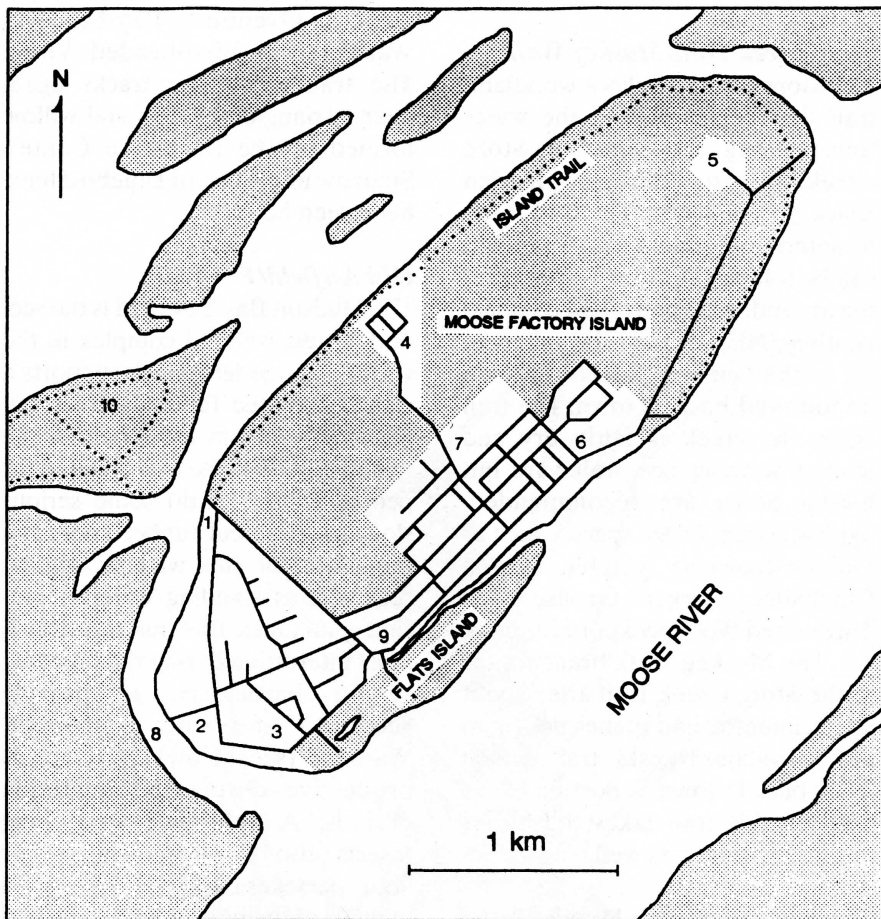 N
5
ISLAND TRAIL
MOOSE FACTORY ISLAND
4
10
7
6
1
9
FLATS ISLAND
MOOSE RIVER
8
2
3
1 km